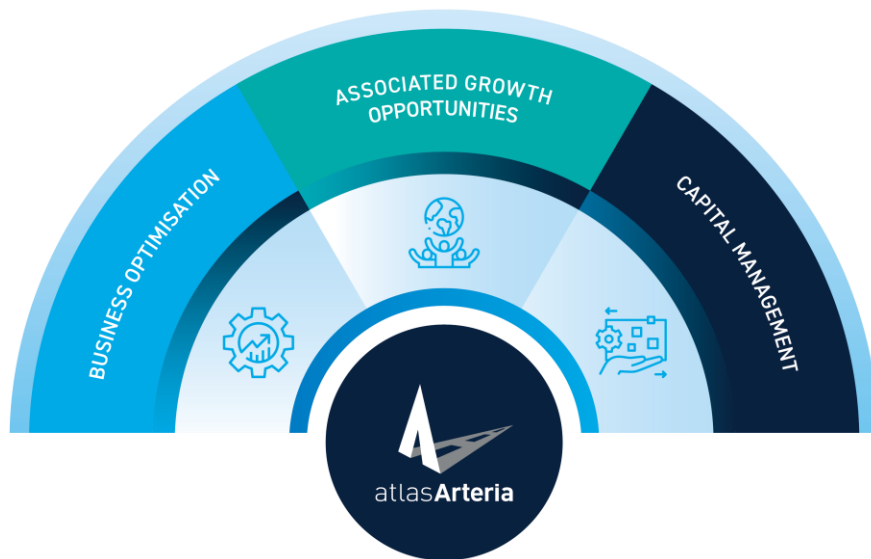 BUSINESS OPTIMISATION
ASSOCIATED GROWTH
OPPORTUNITIES
CAPITAL MANAGEMENT
atlasArteria